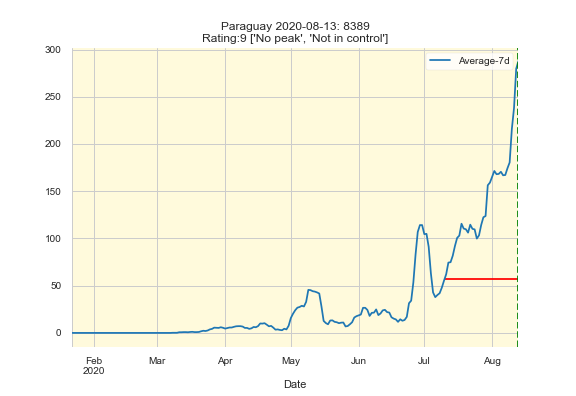 Paraguay 2020-08-13: 8389
Rating:9 ['No peak', 'Not in control']
Average-7d
300
250
200
150
100
50
0
Feb
2020
Mar
Apr
May
Jun
Jul
Aug
Date